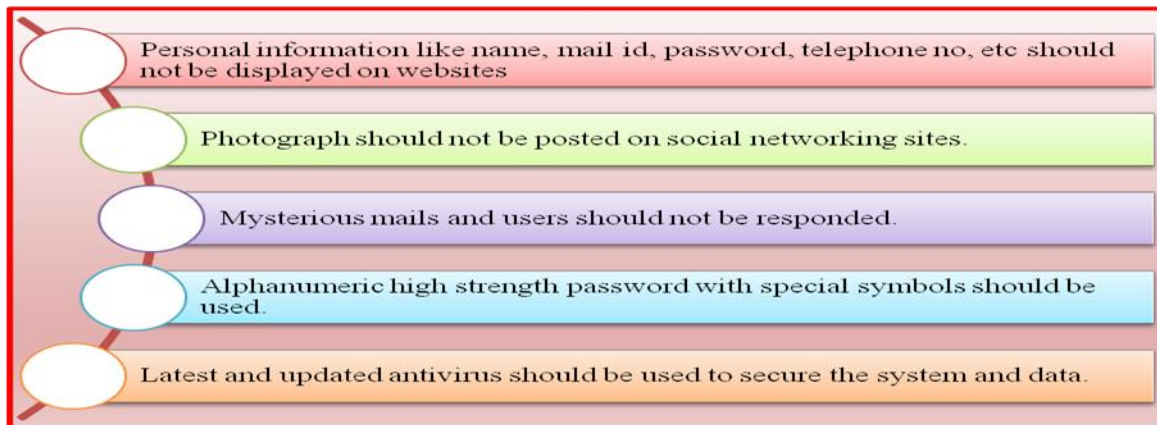 Personal information like name, mail id, password, telephone no, etc should
not be displayed on websites
Photograph should not be posted on social networking sites.
Mysterious mails and users should not be responded.
Alphanumeric high strength password with special symbols should be
used.
Latest and updated antivirus should be used to secure the system and data.